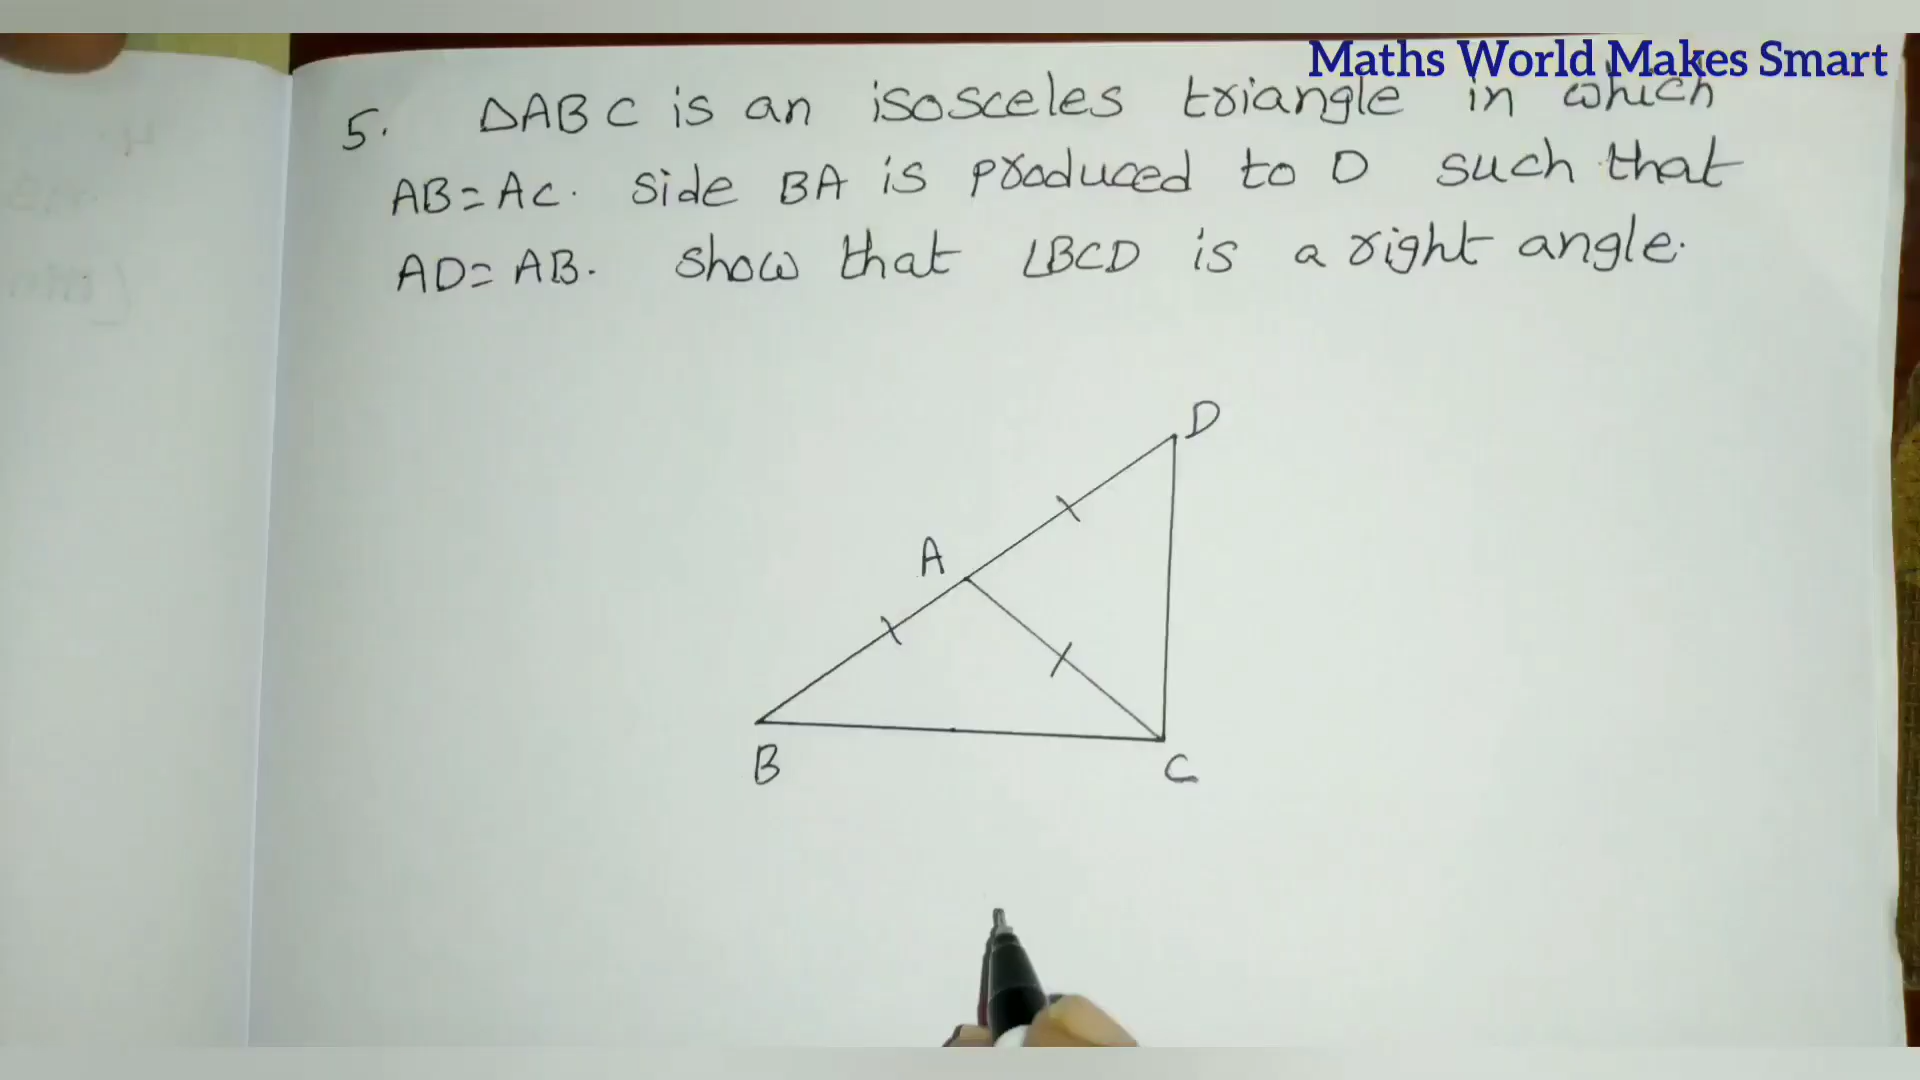 Maths World Makes Smart
5. ΔABC is an isosceles triangle in which
AB=AC. Side BA is produced to D such that
AD=AB. Show that ∠BCD is a right angle.
D
A
B
C